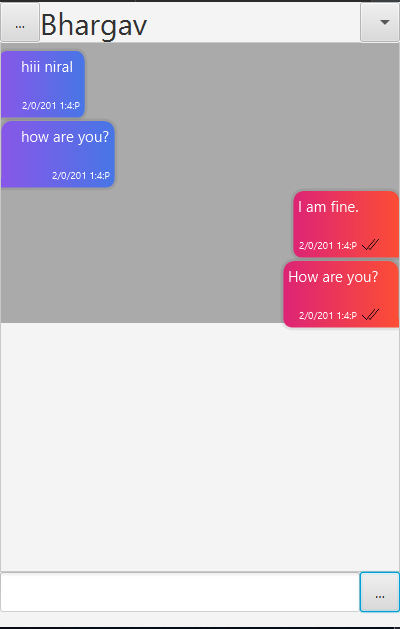 ...
Bhargav
hiii niral
2/0/201 1:4:P
how are you?
2/0/201 1:4:P
I am fine.
2/0/201 1:4:P
How are you?
2/0/201 1:4:P
...